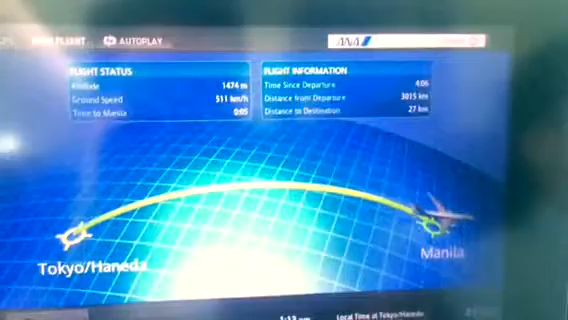 FLIGHT
AUTOPLAY
ANA
FLIGHT STATUS
Altitude 1474 m
Ground Speed 511 km/h
Time to Manila 0:05
FLIGHT INFORMATION
Time Since Departure 4:06
Distance from Departure 3015 km
Distance to Destination 27 km
Tokyo/Haneda
Manila
Local Time at Tokyo/Haneda